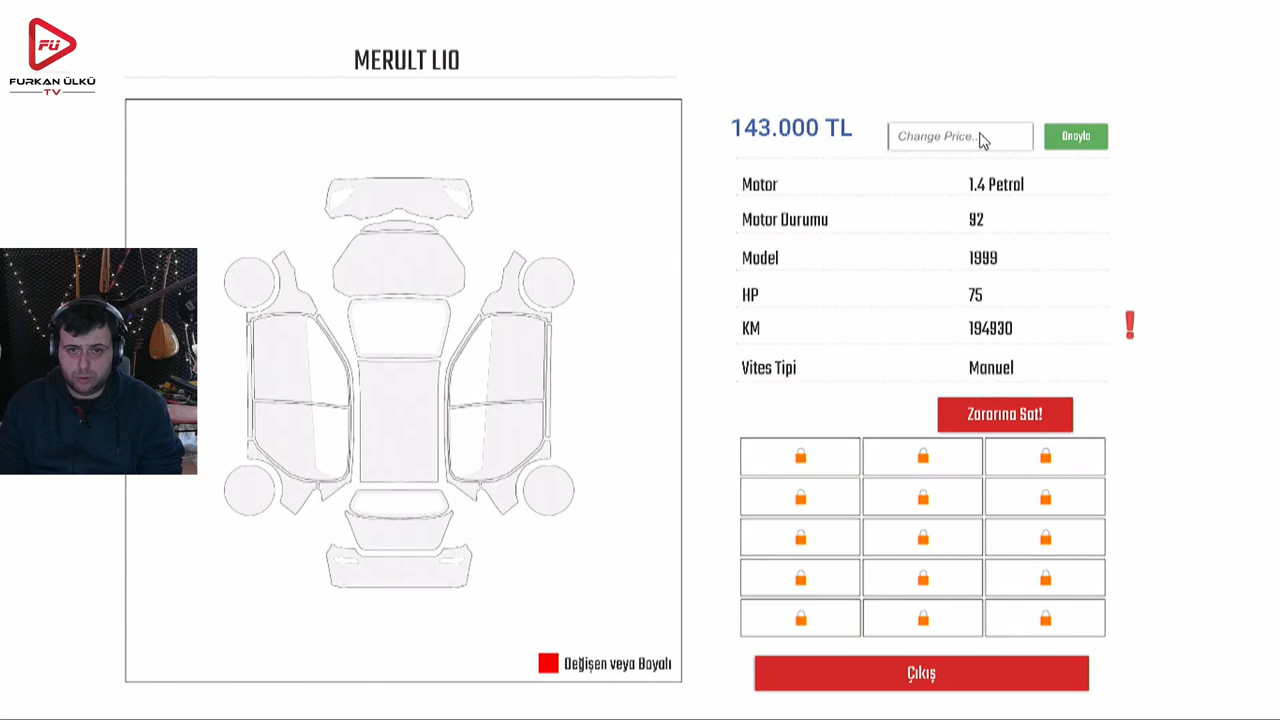 FU
FURKAN ÜLKÜ
TV
MERULT LIO
143.000 TL
Change Price...
Onayla
Motor 1.4 Petrol
Motor Durumu 92
Model 1999
HP 75
KM 194930
Vites Tipi Manuel
Zararına Sat!
Değişen veya Boyalı
Çıkış